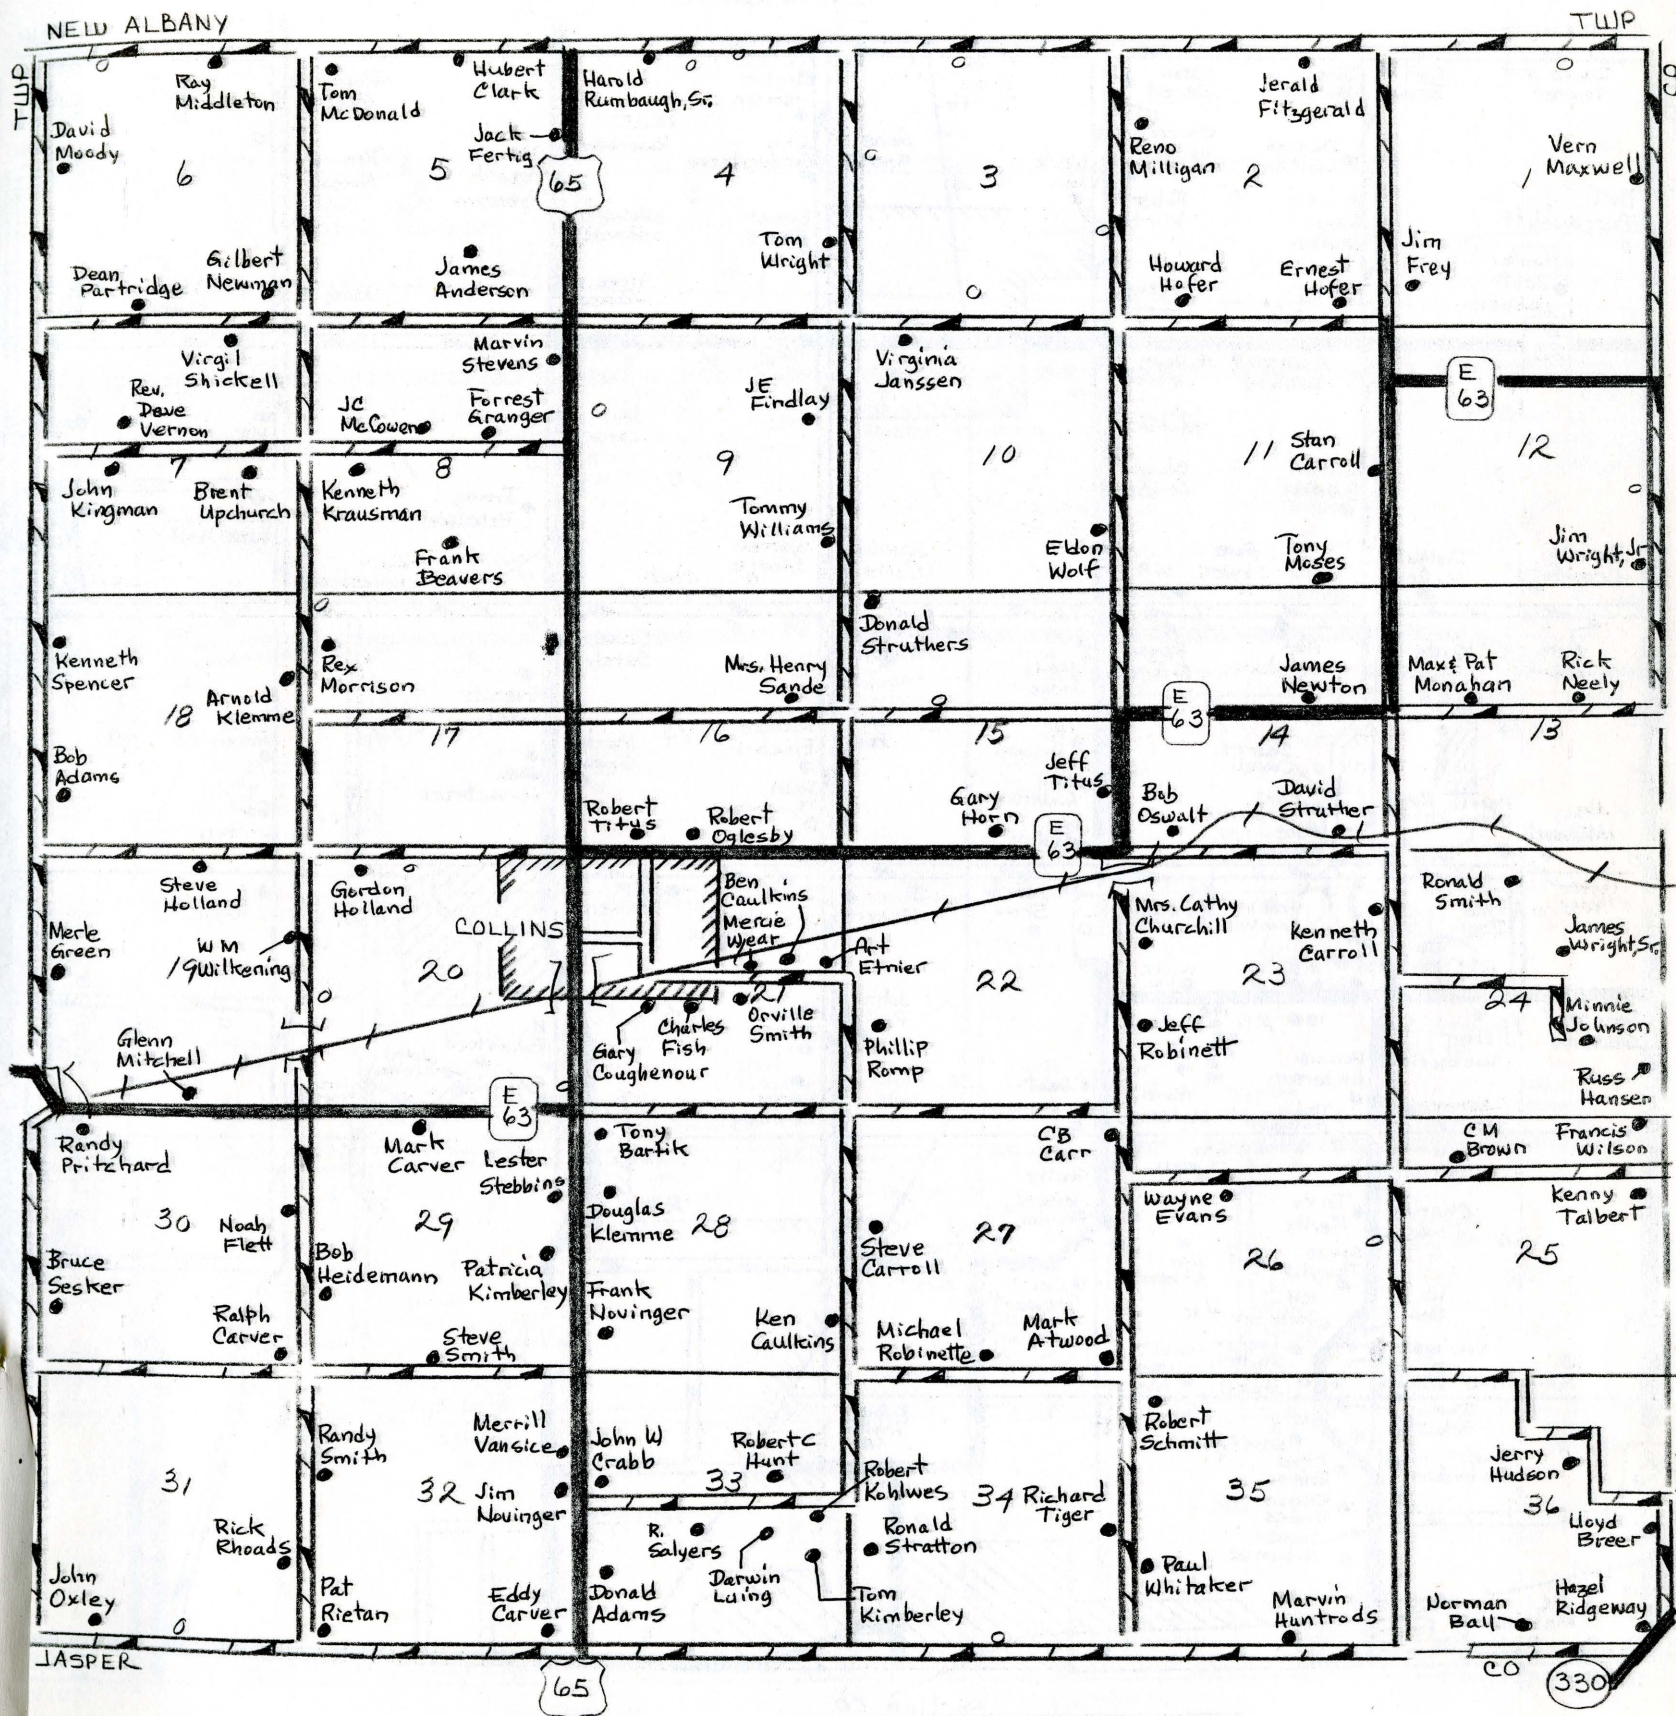 NEW ALBANY
TWP
TWP
CO
Ray
Middleton
David
Moody
6
Dean
Partridge
Gilbert
Newman
Tom
McDonald
Hubert
Clark
Jack
Fertig
5
65
James
Anderson
Harold
Rumbaugh, Sr.
4
Tom
Wright
3
Jerald
Fitzgerald
Reno
Milligan
2
Howard
Hofer
Ernest
Hofer
Vern
Maxwell
1
Jim
Frey
Virgil
Shickell
Rev.
Dave
Vernon
7
John
Kingman
Brent
Upchurch
Marvin
Stevens
JC
McCowen
Forrest
Granger
8
Kenneth
Krausman
Frank
Beavers
JE
Findlay
9
Tommy
Williams
Virginia
Janssen
10
Eldon
Wolf
11
Stan
Carroll
Tony
Moses
E
63
12
Jim
Wright, Jr
Kenneth
Spencer
Arnold
Klemme
18
Bob
Adams
Rex
Morrison
17
Mrs. Henry
Sande
16
Robert
Titus
Robert
Oglesby
Donald
Struthers
15
Jeff
Titus
Gary
Horn
E
63
James
Newton
E
63
14
Bob
Oswalt
David
Struther
Max & Pat
Monahan
Rick
Neely
13
Steve
Holland
Merle
Green
WM
Wilkening
19
Glenn
Mitchell
Gordon
Holland
COLLINS
20
E
63
Ben
Caulkins
Mercie
Wear
Art
Etnier
21
Orville
Smith
Charles
Fish
Gary
Coughenour
22
Phillip
Romp
Mrs. Cathy
Churchill
Kenneth
Carroll
23
Jeff
Robinett
Ronald
Smith
James
Wright, Sr.
24
Minnie
Johnson
Russ
Hansen
CM
Brown
Francis
Wilson
Randy
Pritchard
30
Noah
Flett
Bruce
Sesker
Ralph
Carver
Mark
Carver
Lester
Stebbins
29
Bob
Heidemann
Patricia
Kimberley
Steve
Smith
Tony
Bartik
Douglas
Klemme
28
Frank
Novinger
Ken
Caulkins
CB
Carr
27
Steve
Carroll
Michael
Robinette
Mark
Atwood
Wayne
Evans
26
Kenny
Talbert
25
31
Rick
Rhoads
John
Oxley
Randy
Smith
Merrill
Vansice
32
Jim
Novinger
Pat
Rietan
Eddy
Carver
John W
Crabb
Robert C
Hunt
33
R.
Salyers
Darwin
Laing
Donald
Adams
Robert
Kohlwes
34
Richard
Tiger
Ronald
Stratton
Tom
Kimberley
Robert
Schmitt
35
Paul
Whitaker
Marvin
Huntrods
Jerry
Hudson
36
Lloyd
Breer
Norman
Ball
Hazel
Ridgeway
JASPER
65
CO
330